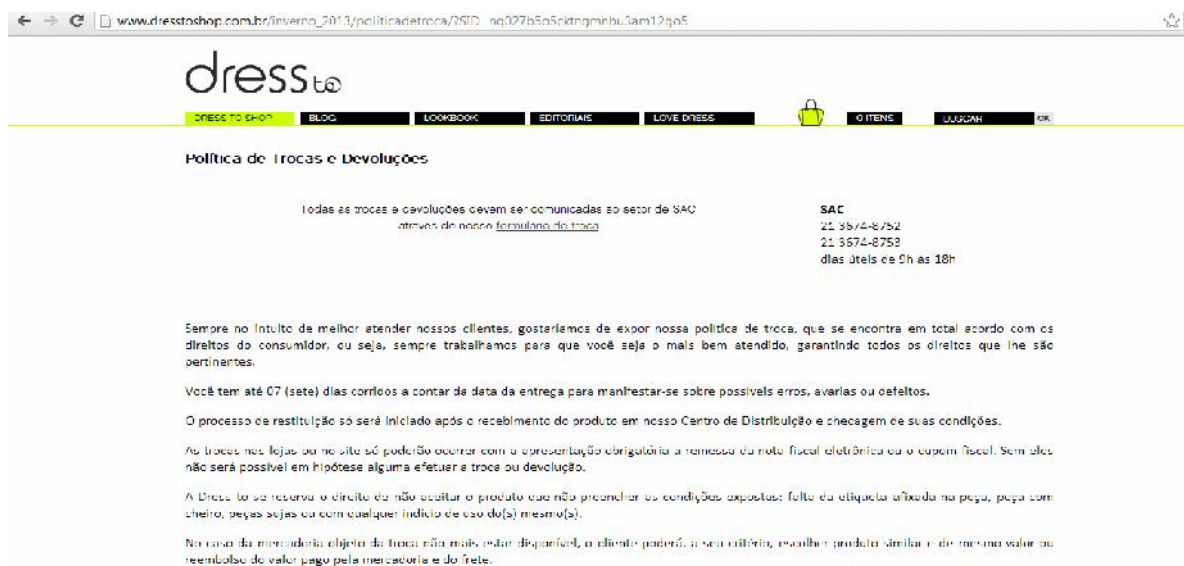 www.dresstoshop.com.br/inverno_2013/politicadetroca/?SID
dress to
DRESS TO SHOP BLOG LOOKBOOK EDITORIAIS LOVE DRESS 0 ITENS BUSCAR OK
Política de Trocas e Devoluções
Todas as trocas e devoluções devem ser comunicadas ao setor de SAC
através de nosso formulário de troca
SAC
21 3674-8752
21 3674-8753
dias úteis de 9h às 18h
Sempre no intuito de melhor atender nossos clientes, gostaríamos de expor nossa política de troca, que se encontra em total acordo com os
direitos do consumidor, ou seja, sempre trabalhamos para que você seja o mais bem atendido, garantindo todos os direitos que lhe são
pertinentes.
Você tem até 07 (sete) dias corridos a contar da data da entrega para manifestar-se sobre possíveis erros, avarias ou defeitos.
O processo de restituição só será iniciado após o recebimento do produto em nosso Centro de Distribuição e checagem de suas condições.
As trocas nas lojas ou no site só poderão ocorrer com a apresentação obrigatória a remessa da nota fiscal eletrônica ou o cupom fiscal. Sem eles
não será possível em hipótese alguma efetuar a troca ou devolução.
A Dress to se reserva o direito de não aceitar o produto que não preencher as condições expostas: falta da etiqueta afixada na peça, peça com
cheiro, peças sujas ou com qualquer indício de uso do(s) mesmo(s).
No caso da mercadoria objeto da troca não mais estar disponível, o cliente poderá, a seu critério, escolher produto similar e de mesmo valor ou
reembolso do valor pago pela mercadoria e do frete.